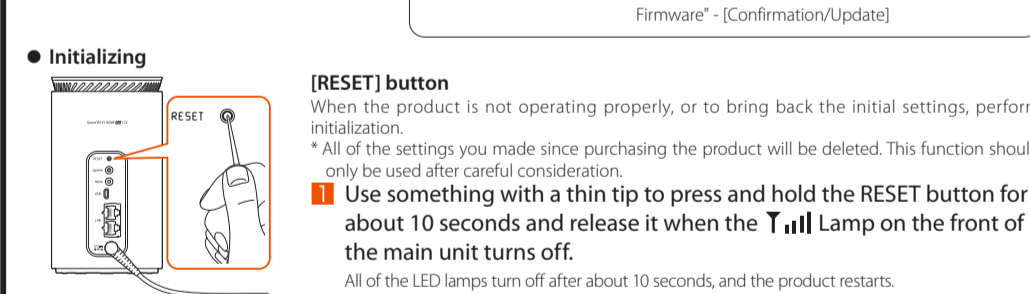 Firmware" - [Confirmation/Update]
● Initializing
RESET
[RESET] button
When the product is not operating properly, or to bring back the initial settings, perfor
initialization.
* All of the settings you made since purchasing the product will be deleted. This function shoul
only be used after careful consideration.
1 Use something with a thin tip to press and hold the RESET button for
about 10 seconds and release it when the Lamp on the front of
the main unit turns off.
All of the LED lamps turn off after about 10 seconds, and the product restarts.